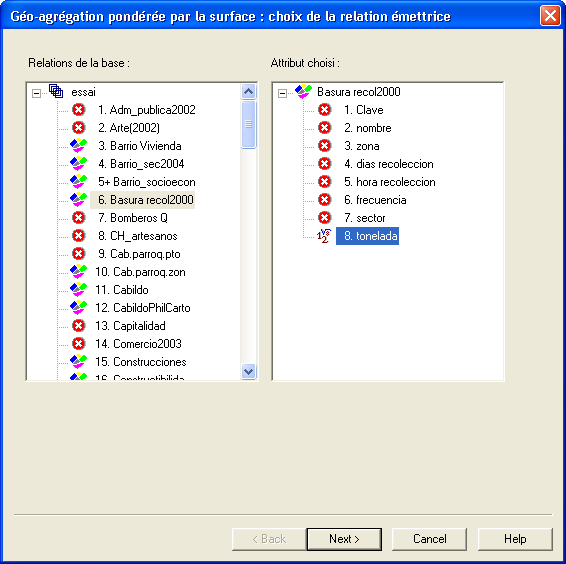 Géo-agrégation pondérée par la surface : choix de la relation émettrice
Relations de la base :
essai
1. Adm_publica2002
2. Arte(2002)
3. Barrio Vivienda
4. Barrio_sec2004
5+ Barrio_socioecon
6. Basura recol2000
7. Bomberos Q
8. CH_artesanos
9. Cab.parroq.pto
10. Cab.parroq.zon
11. Cabildo
12. CabildoPhilCarto
13. Capitalidad
14. Comercio2003
15. Construcciones
16. Constructibilida
Attribut choisi :
Basura recol2000
1. Clave
2. nombre
3. zona
4. dias recoleccion
5. hora recoleccion
6. frecuencia
7. sector
8. tonelada
< Back
Next >
Cancel
Help